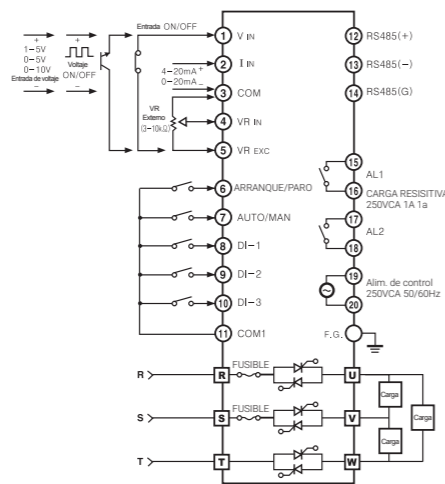 +
1-5V
0-5V
0-10V
Entrada de voltaje
-
+
Voltaje
ON/OFF
-
Entrada ON/OFF
4-20mA +
0-20mA -
VR
Externo
(3-10kΩ)
1 V IN
2 I IN
3 COM
4 VR IN
5 VR EXC
6 ARRANQUE/PARO
7 AUTO/MAN
8 DI-1
9 DI-2
10 DI-3
11 COM1
12 RS485(+)
13 RS485(-)
14 RS485(G)
15
AL1
16 CARGA RESISITIVA
250VCA 1A 1a
17
AL2
18
19
Alim. de control
250VCA 50/60Hz
20
F.G.
R R FUSIBLE U
S S FUSIBLE V
T T W
Carga
Carga
Carga